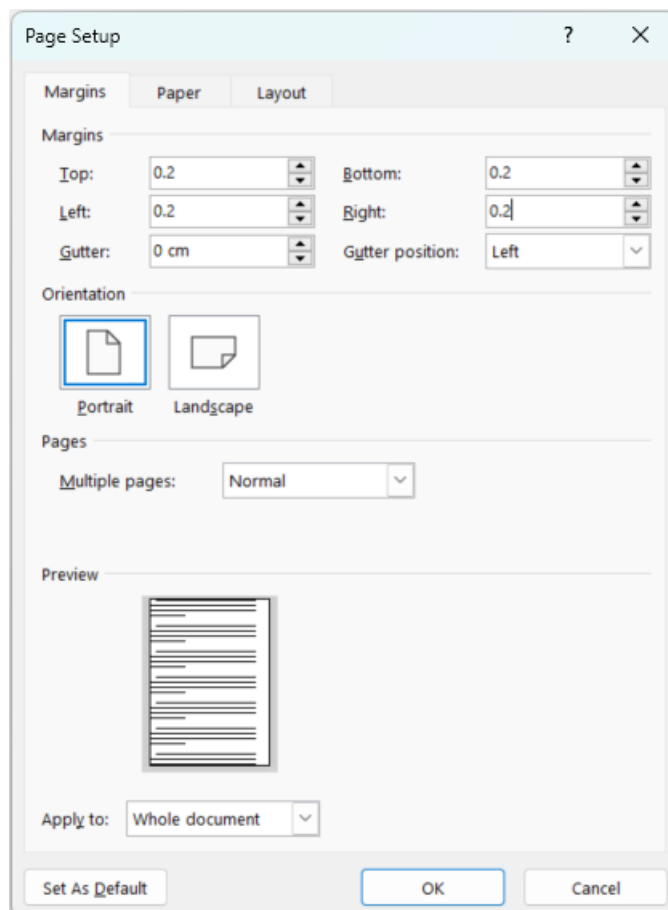 Page Setup ? ×
Margins Paper Layout
Margins
Top: 0.2 Bottom: 0.2
Left: 0.2 Right: 0.2
Gutter: 0 cm Gutter position: Left
Orientation
Portrait Landscape
Pages
Multiple pages: Normal
Preview
Apply to: Whole document
Set As Default OK Cancel